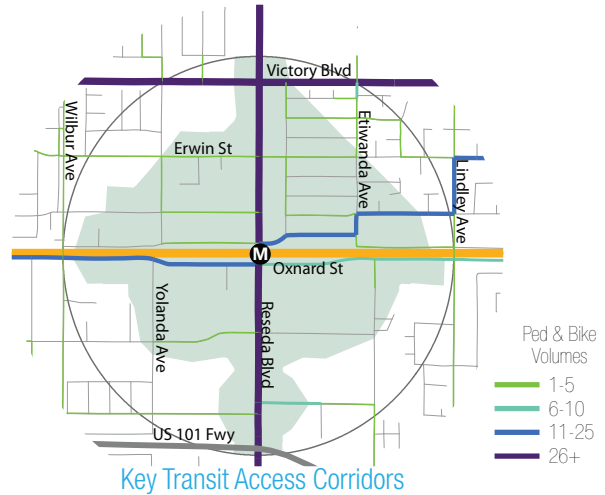 Victory Blvd
Wilbur Ave
Etiwanda Ave
Erwin St
Lindley Ave
M
Oxnard St
Yolanda Ave
Reseda Blvd
Ped & Bike
Volumes
1-5
6-10
11-25
26+
US 101 Fwy
Key Transit Access Corridors